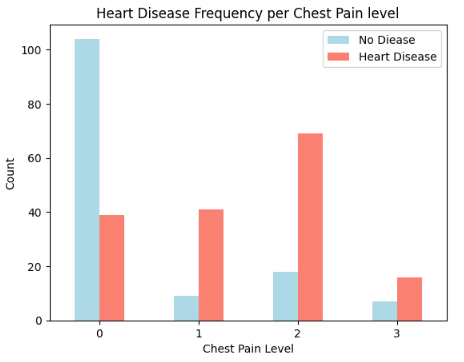 Heart Disease Frequency per Chest Pain level
No Diease
Heart Disease
100
80
60
40
20
0
Count
0 1 2 3
Chest Pain Level